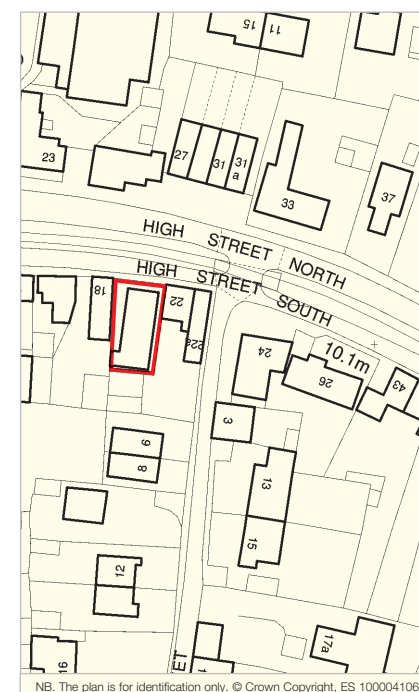 15
11
23
27
31
31
a
33
37
HIGH STREET NORTH
HIGH STREET SOUTH
18
22
22a
24
10.1m
26
43
3
6
8
13
15
12
17a
16
ET
1
NB. The plan is for identification only. © Crown Copyright, ES 100004106